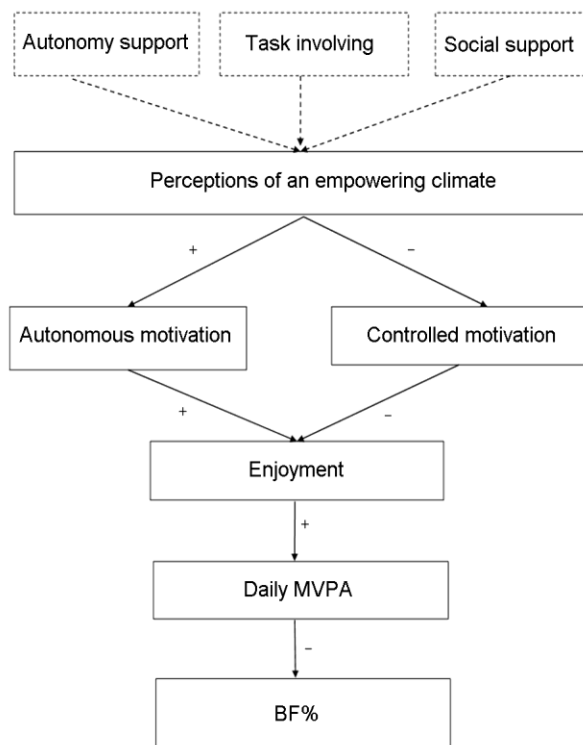 Autonomy support
Task involving
Social support
Perceptions of an empowering climate
+
–
Autonomous motivation
Controlled motivation
+
–
Enjoyment
+
Daily MVPA
–
BF%